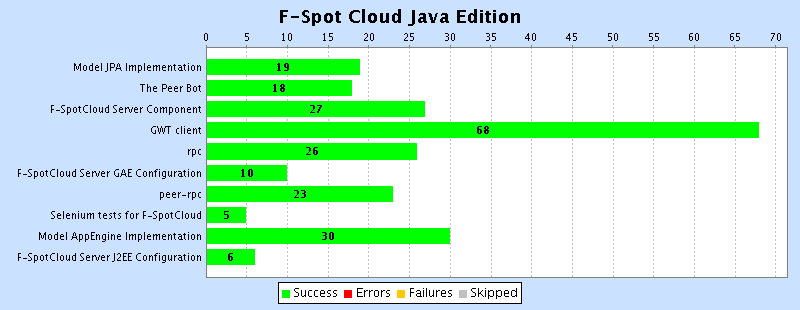 F-Spot Cloud Java Edition
0 5 10 15 20 25 30 35 40 45 50 55 60 65 70
Model JPA Implementation 19
The Peer Bot 18
F-SpotCloud Server Component 27
GWT client 68
rpc 26
F-SpotCloud Server GAE Configuration 10
peer-rpc 23
Selenium tests for F-SpotCloud 5
Model AppEngine Implementation 30
F-SpotCloud Server J2EE Configuration 6
Success Errors Failures Skipped